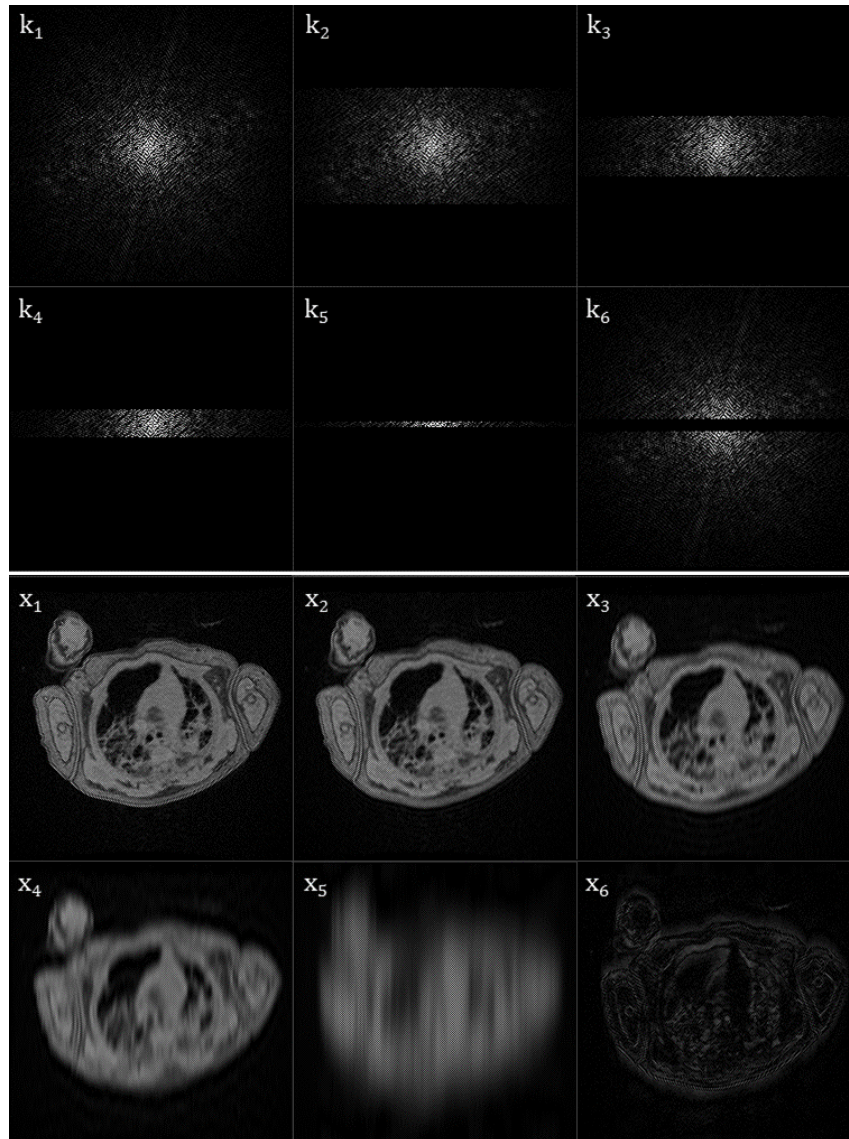 k₁ k₂ k₃
k₄ k₅ k₆
x₁ x₂ x₃
x₄ x₅ x₆